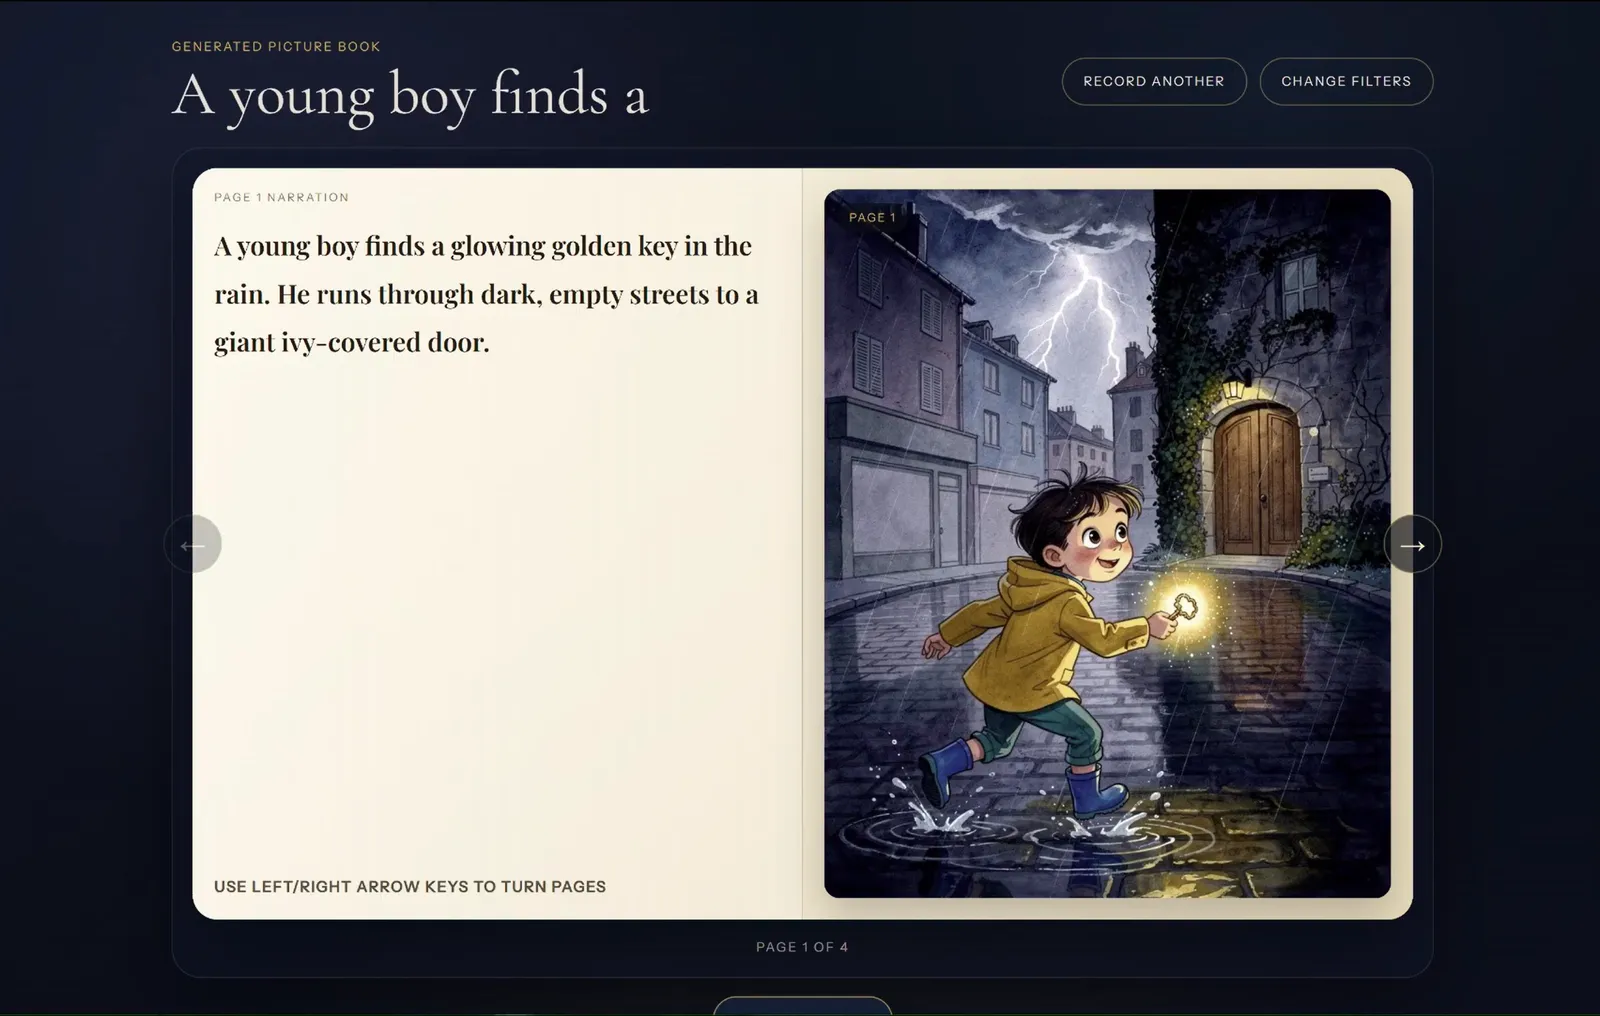 GENERATED PICTURE BOOK
A young boy finds a
RECORD ANOTHER
CHANGE FILTERS
PAGE 1 NARRATION
A young boy finds a glowing golden key in the
rain. He runs through dark, empty streets to a
giant ivy-covered door.
USE LEFT/RIGHT ARROW KEYS TO TURN PAGES
PAGE 1
←
→
PAGE 1 OF 4